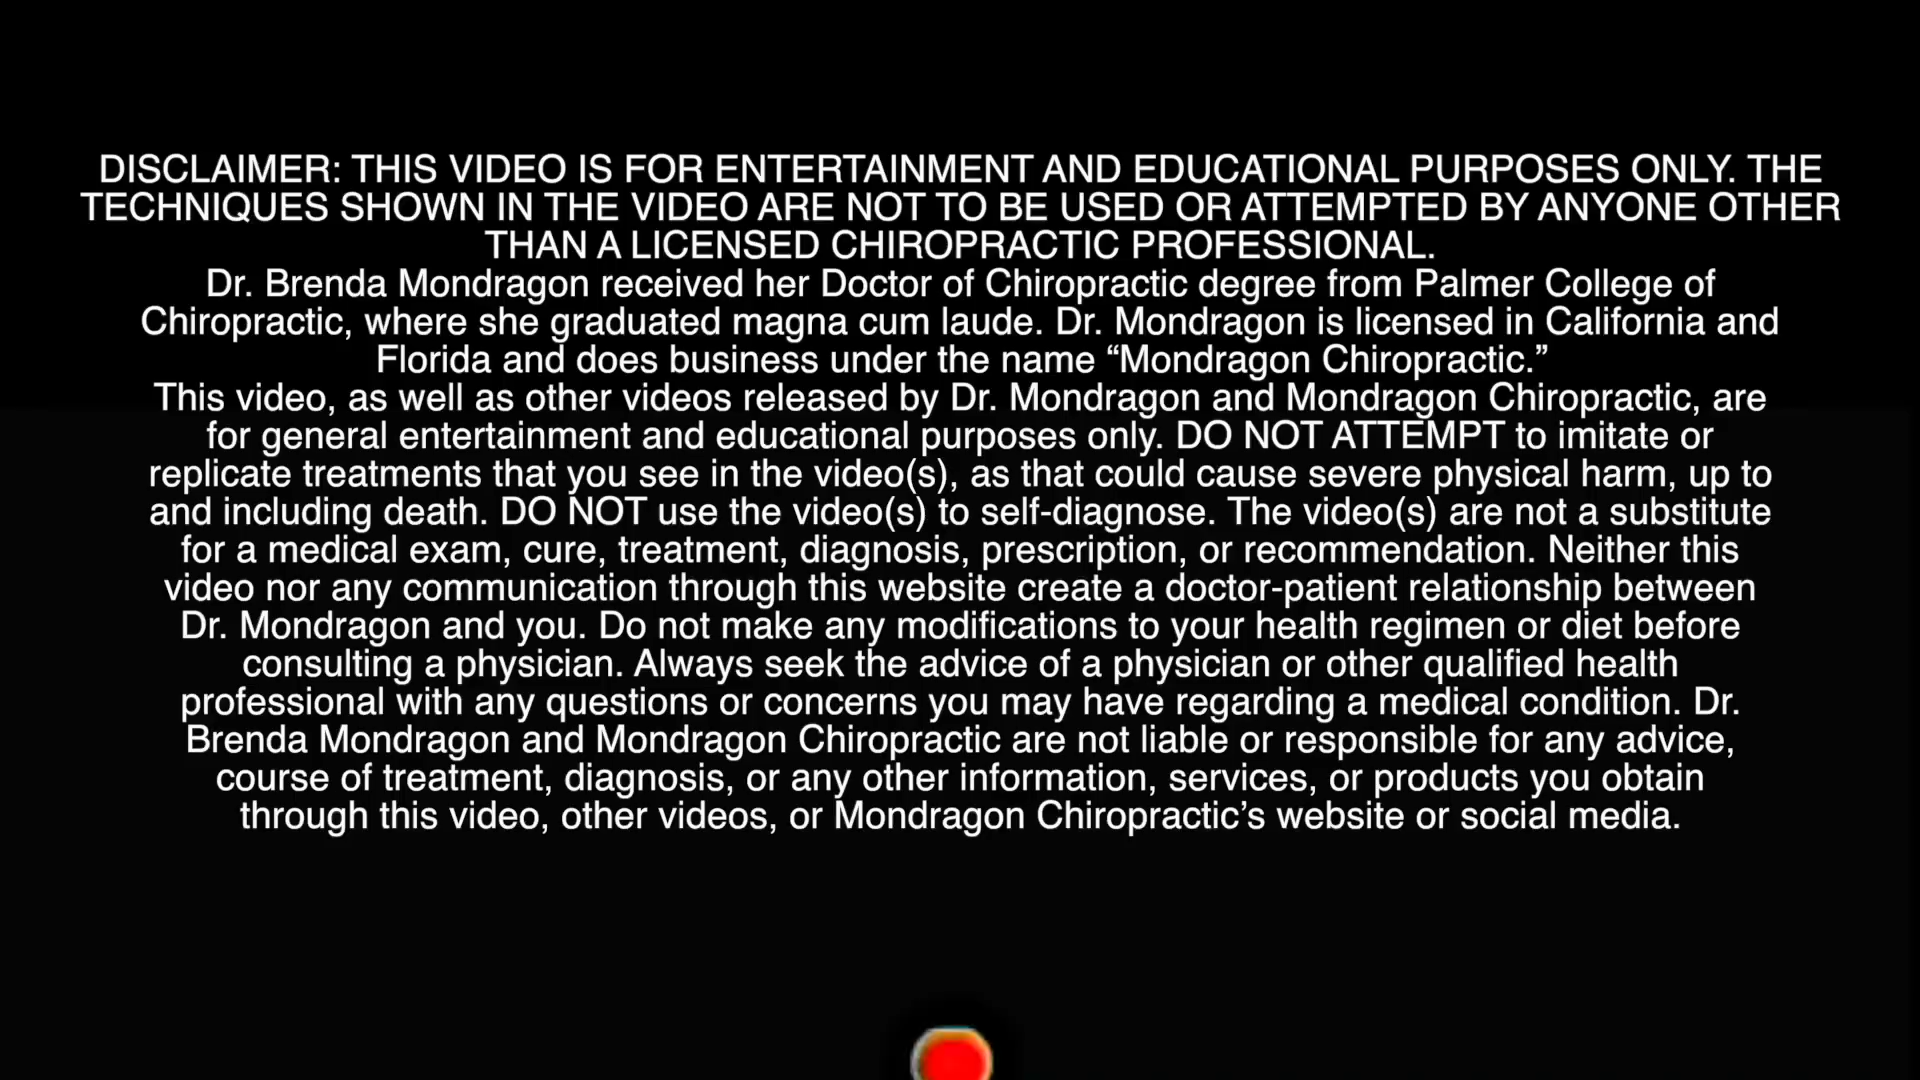 DISCLAIMER: THIS VIDEO IS FOR ENTERTAINMENT AND EDUCATIONAL PURPOSES ONLY. THE
TECHNIQUES SHOWN IN THE VIDEO ARE NOT TO BE USED OR ATTEMPTED BY ANYONE OTHER
THAN A LICENSED CHIROPRACTIC PROFESSIONAL.
Dr. Brenda Mondragon received her Doctor of Chiropractic degree from Palmer College of
Chiropractic, where she graduated magna cum laude. Dr. Mondragon is licensed in California and
Florida and does business under the name “Mondragon Chiropractic.”
This video, as well as other videos released by Dr. Mondragon and Mondragon Chiropractic, are
for general entertainment and educational purposes only. DO NOT ATTEMPT to imitate or
replicate treatments that you see in the video(s), as that could cause severe physical harm, up to
and including death. DO NOT use the video(s) to self-diagnose. The video(s) are not a substitute
for a medical exam, cure, treatment, diagnosis, prescription, or recommendation. Neither this
video nor any communication through this website create a doctor-patient relationship between
Dr. Mondragon and you. Do not make any modifications to your health regimen or diet before
consulting a physician. Always seek the advice of a physician or other qualified health
professional with any questions or concerns you may have regarding a medical condition. Dr.
Brenda Mondragon and Mondragon Chiropractic are not liable or responsible for any advice,
course of treatment, diagnosis, or any other information, services, or products you obtain
through this video, other videos, or Mondragon Chiropractic’s website or social media.